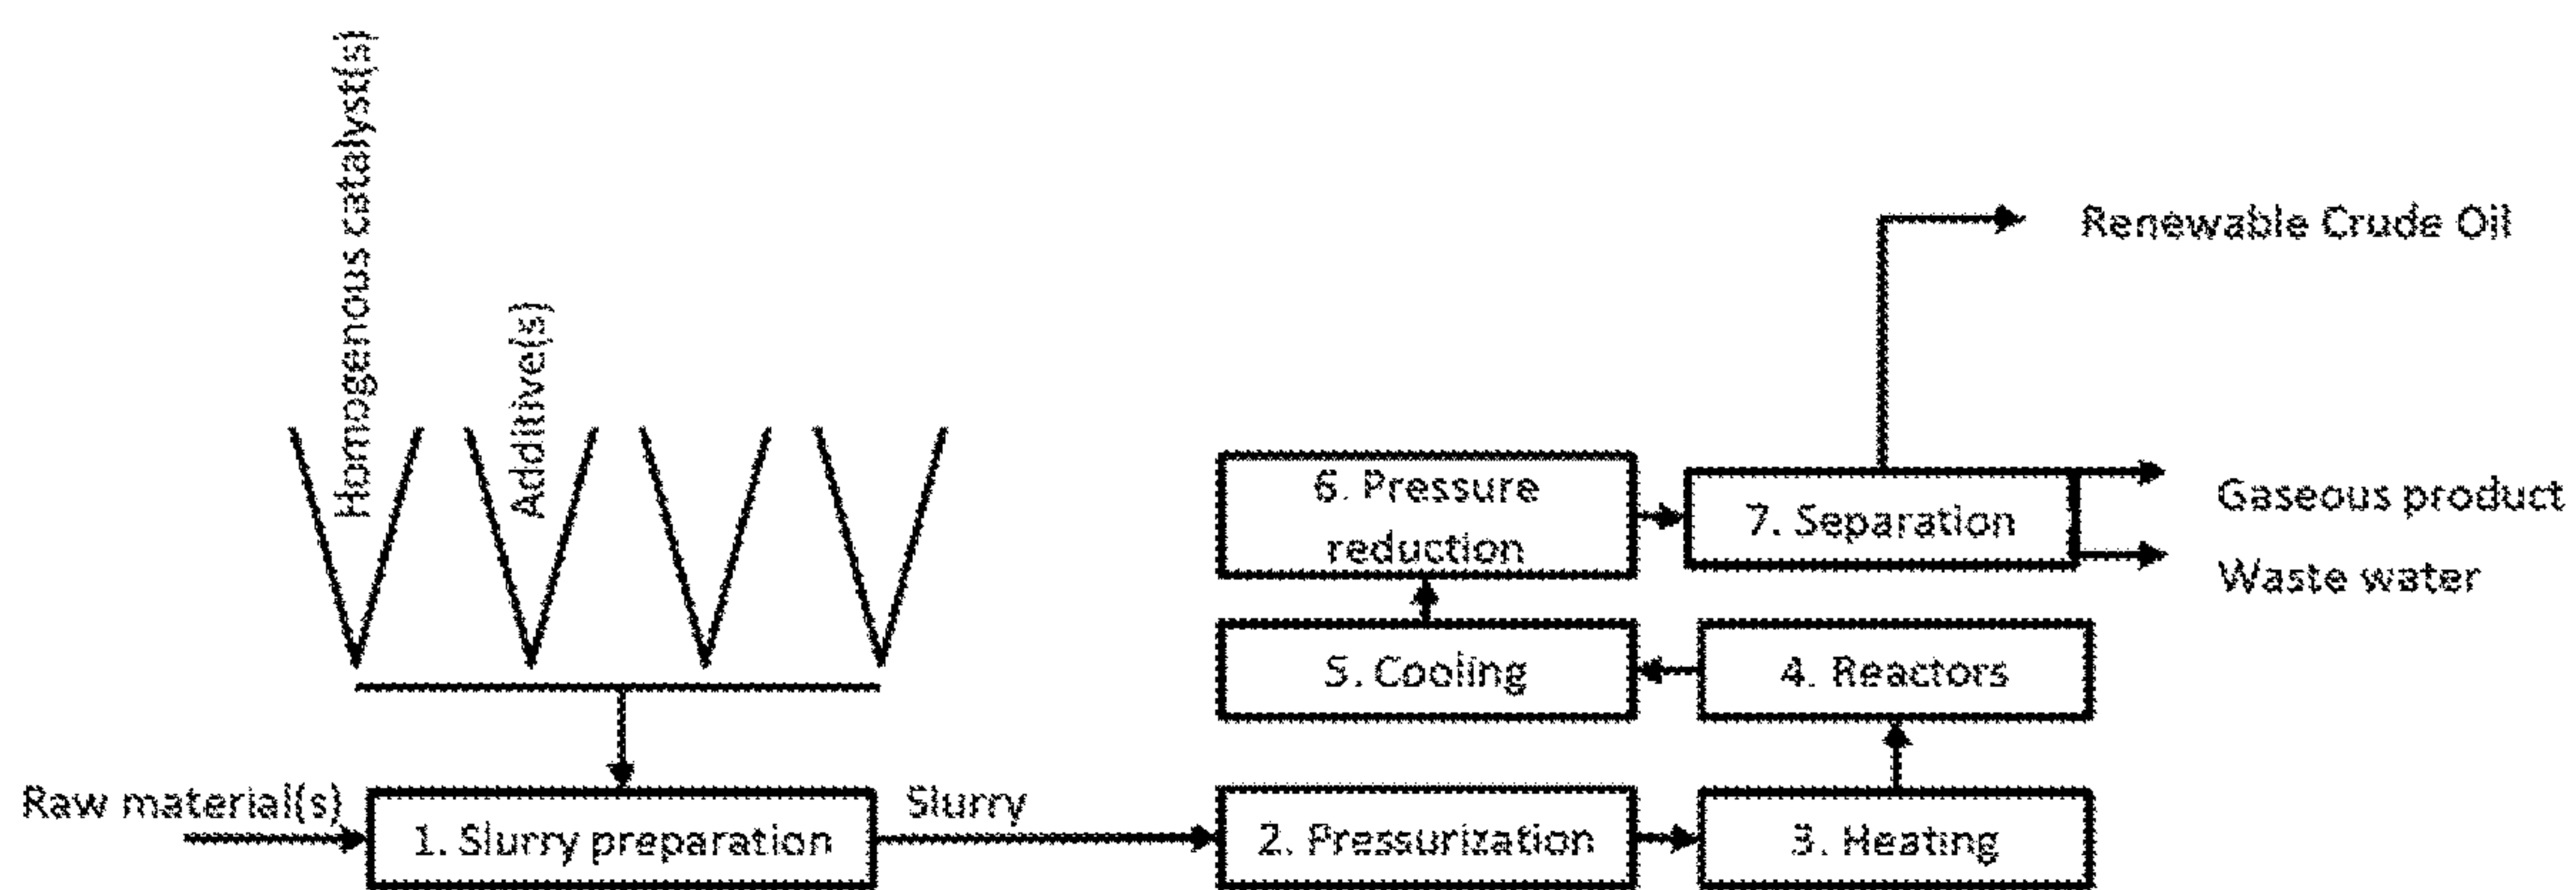 Homogenous catalyst(s)
Additive(s)
Renewable Crude Oil
6. Pressure
reduction
7. Separation
Gaseous product
Waste water
5. Cooling
4. Reactors
Raw material(s)
1. Slurry preparation
Slurry
2. Pressurization
3. Heating